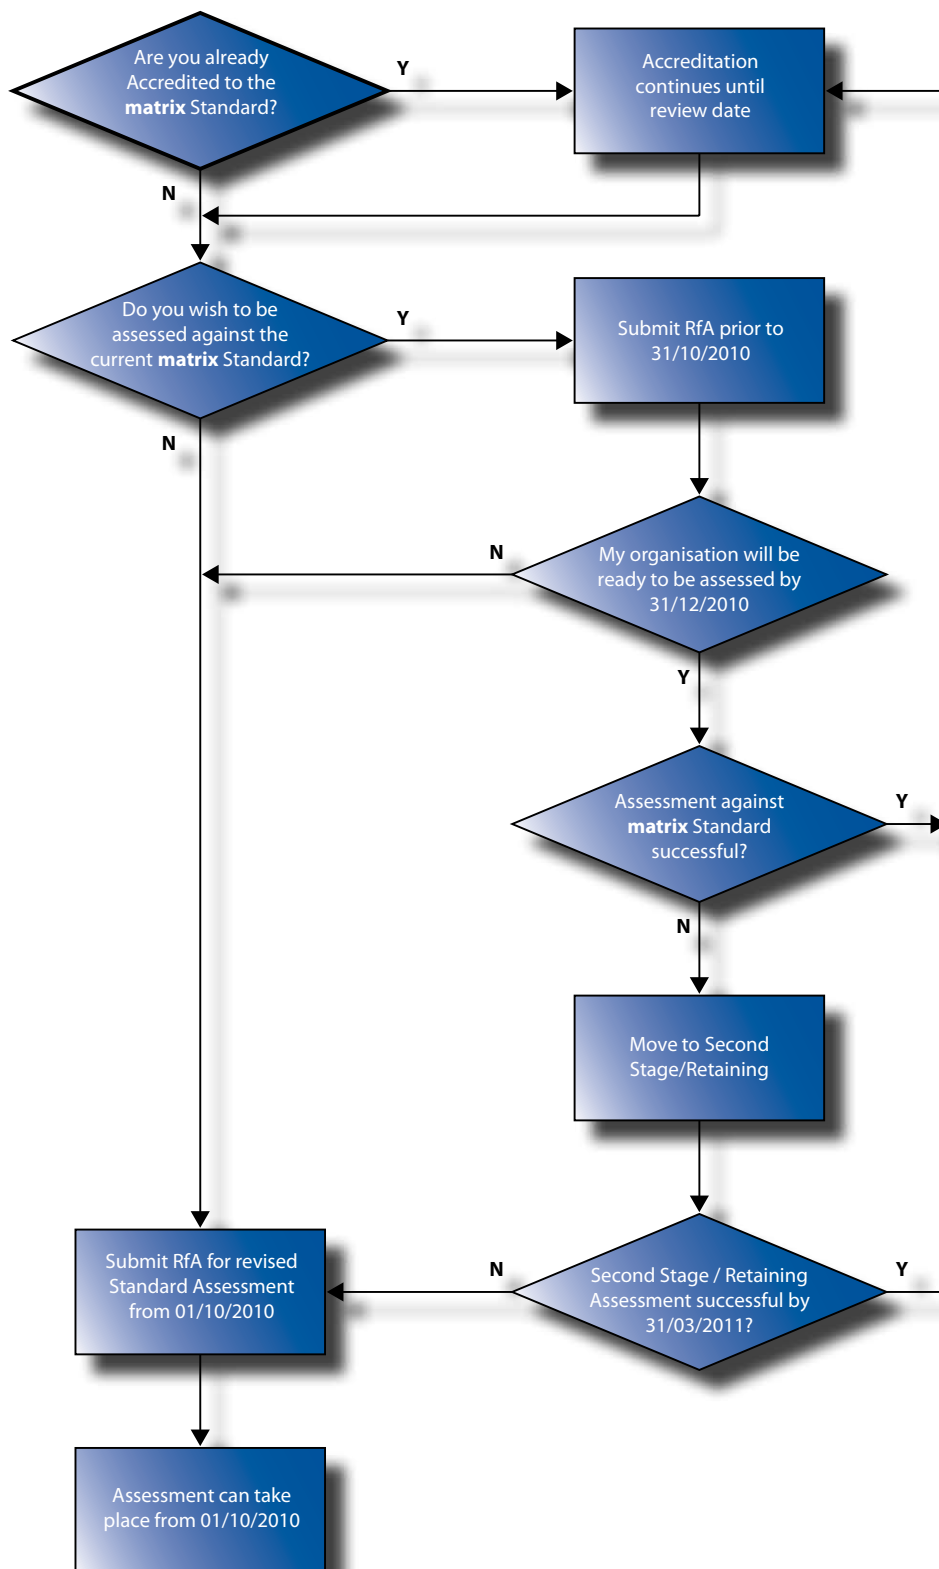 Are you already
Accredited to the
matrix Standard?
Y
Accreditation
continues until
review date
N
Do you wish to be
assessed against the
current matrix Standard?
Y
Submit RfA prior to
31/10/2010
N
N
My organisation will be
ready to be assessed by
31/12/2010
Y
Assessment against
matrix Standard
successful?
Y
N
Move to Second
Stage/Retaining
Submit RfA for revised
Standard Assessment
from 01/10/2010
N
Second Stage / Retaining
Assessment successful by
31/03/2011?
Y
Assessment can take
place from 01/10/2010